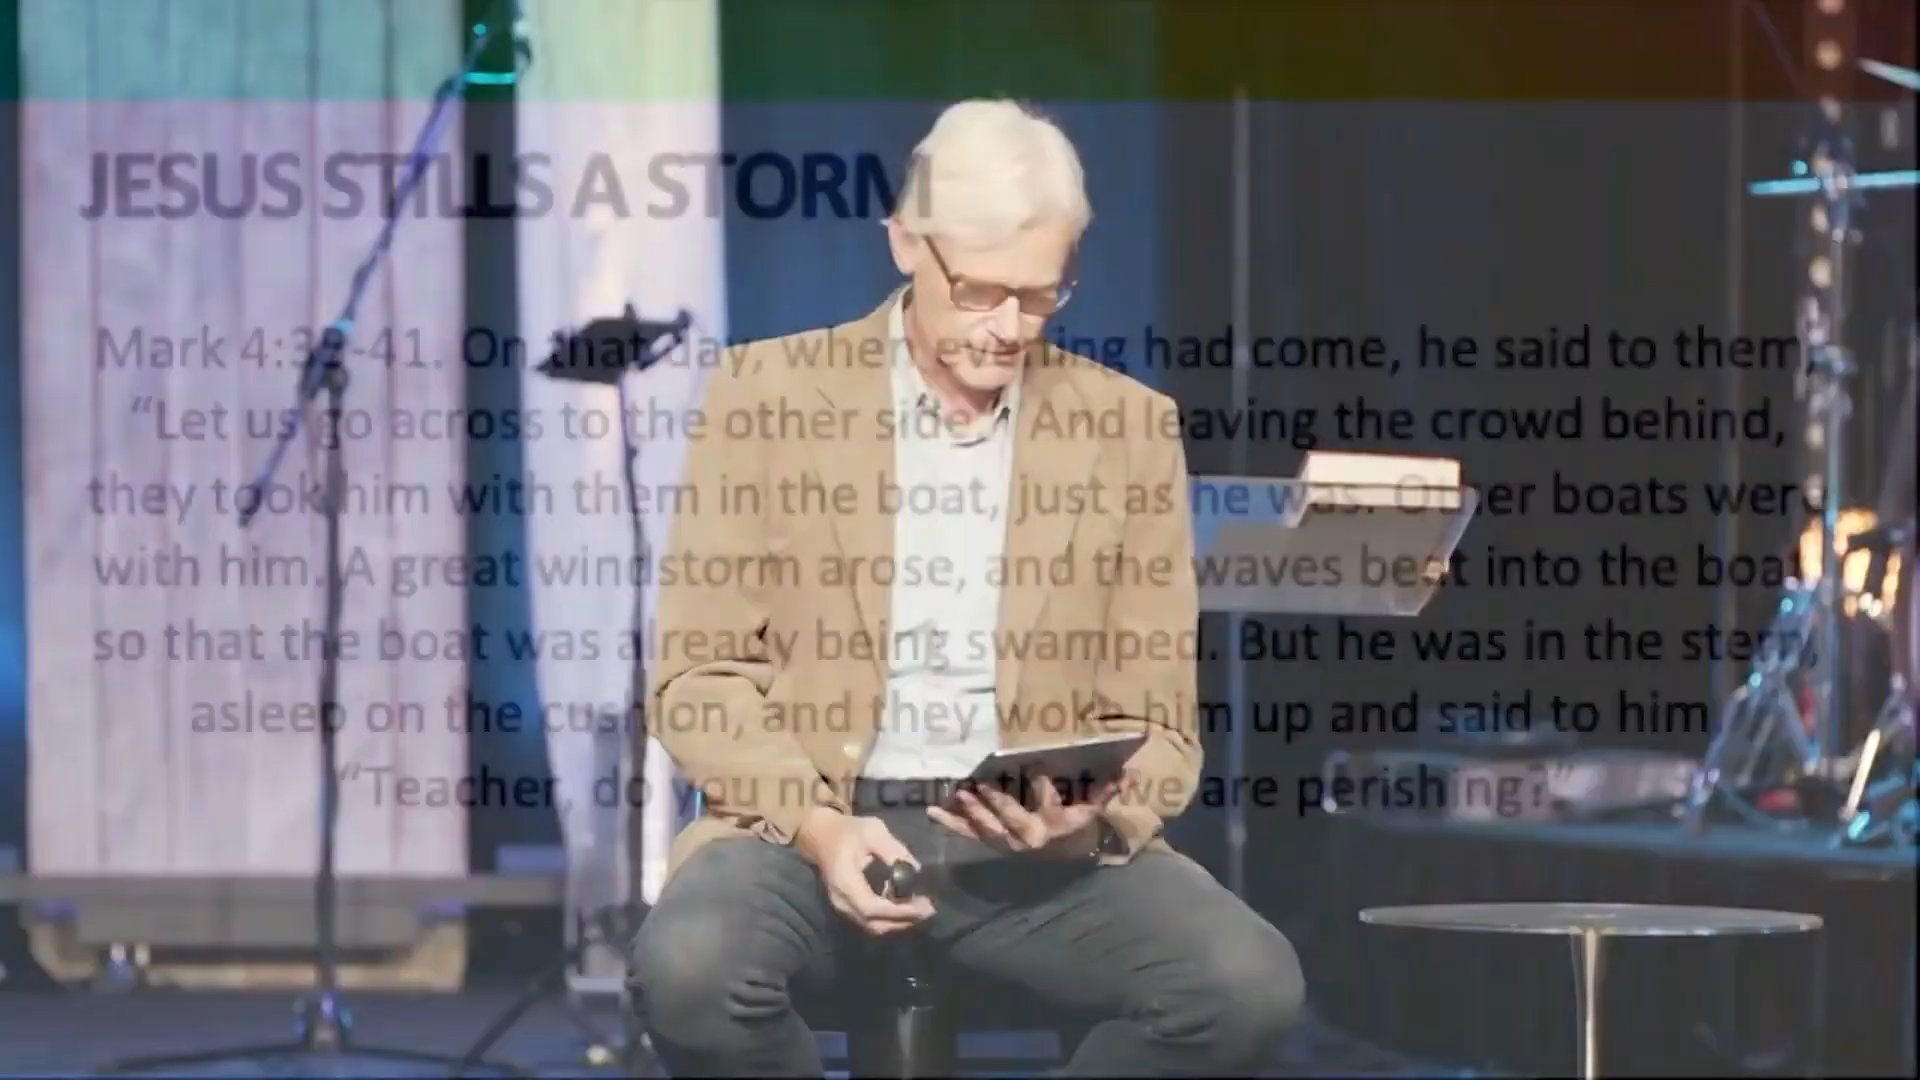 JESUS STILLS A STORM
Mark 4:35-41. On that day, when evening had come, he said to them,
“Let us go across to the other side.” And leaving the crowd behind,
they took him with them in the boat, just as he was. Other boats were
with him. A great windstorm arose, and the waves beat into the boat,
so that the boat was already being swamped. But he was in the stern,
asleep on the cushion, and they woke him up and said to him
“Teacher, do you not care that we are perishing?”